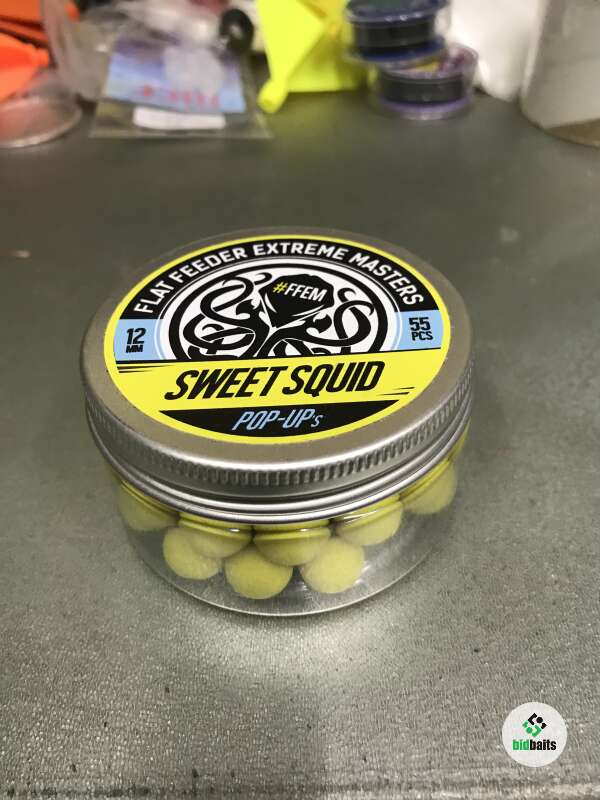 FLAT FEEDER EXTREME MASTERS
#FFEM
12
MM
55
PCS
SWEET SQUID
POP-UPs
bidbaits